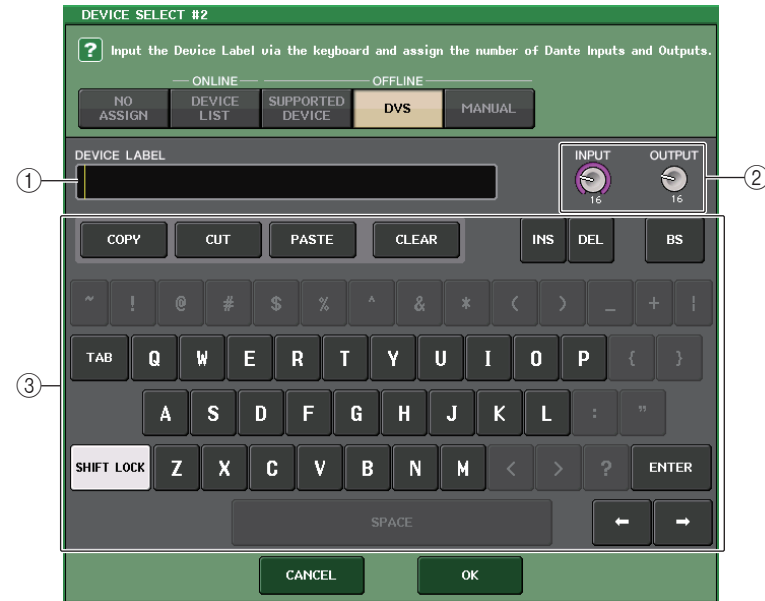 DEVICE SELECT #2
? Input the Device Label via the keyboard and assign the number of Dante Inputs and Outputs.
ONLINE OFFLINE
NO ASSIGN DEVICE LIST SUPPORTED DEVICE DVS MANUAL
DEVICE LABEL INPUT OUTPUT
① ②
16 16
COPY CUT PASTE CLEAR INS DEL BS
~ ! @ # $ % ^ & * ( ) _ + ¦
TAB Q W E R T Y U I O P { }
③
A S D F G H J K L : "
SHIFT LOCK Z X C V B N M < > ? ENTER
SPACE ← →
CANCEL OK